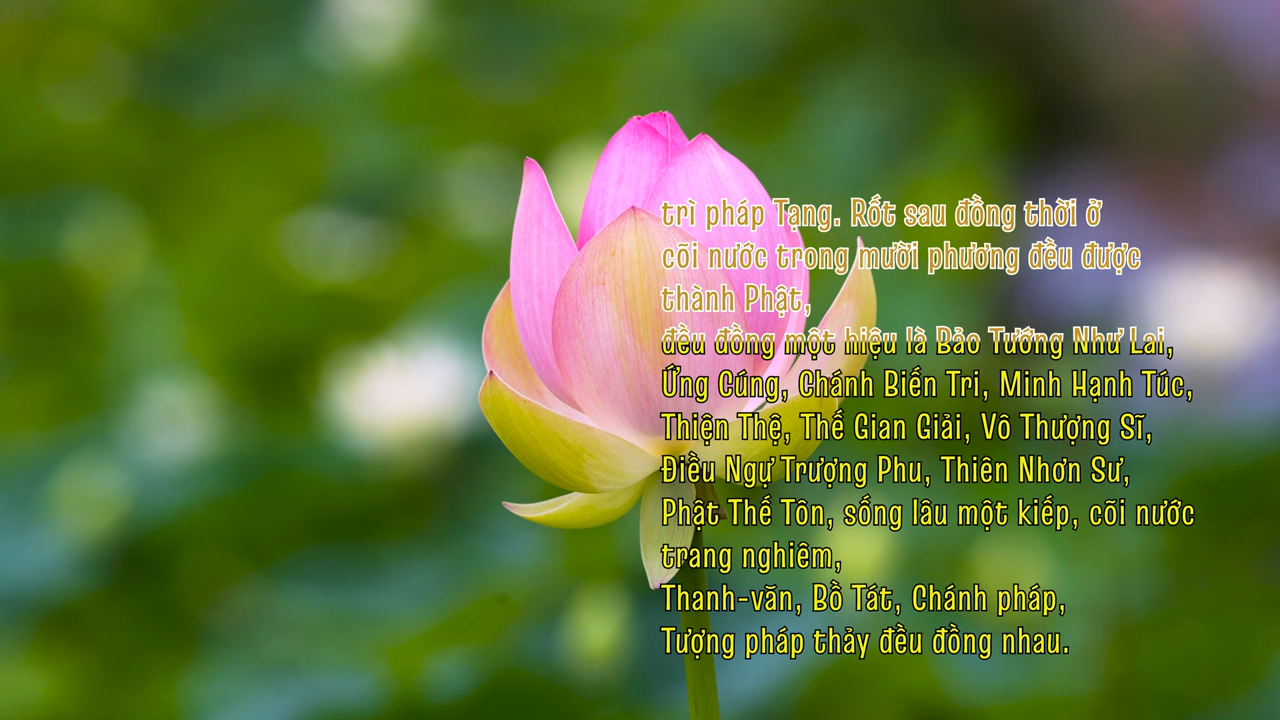 trì pháp Tạng. Rốt sau đồng thời ở
cõi nước trong mười phương đều được
thành Phật,
đều đồng một hiệu là Bảo Tướng Như Lai,
Ứng Cúng, Chánh Biến Tri, Minh Hạnh Túc,
Thiện Thệ, Thế Gian Giải, Vô Thượng Sĩ,
Điều Ngự Trượng Phu, Thiên Nhơn Sư,
Phật Thế Tôn, sống lâu một kiếp, cõi nước
trang nghiêm,
Thanh-văn, Bồ Tát, Chánh pháp,
Tượng pháp thảy đều đồng nhau.